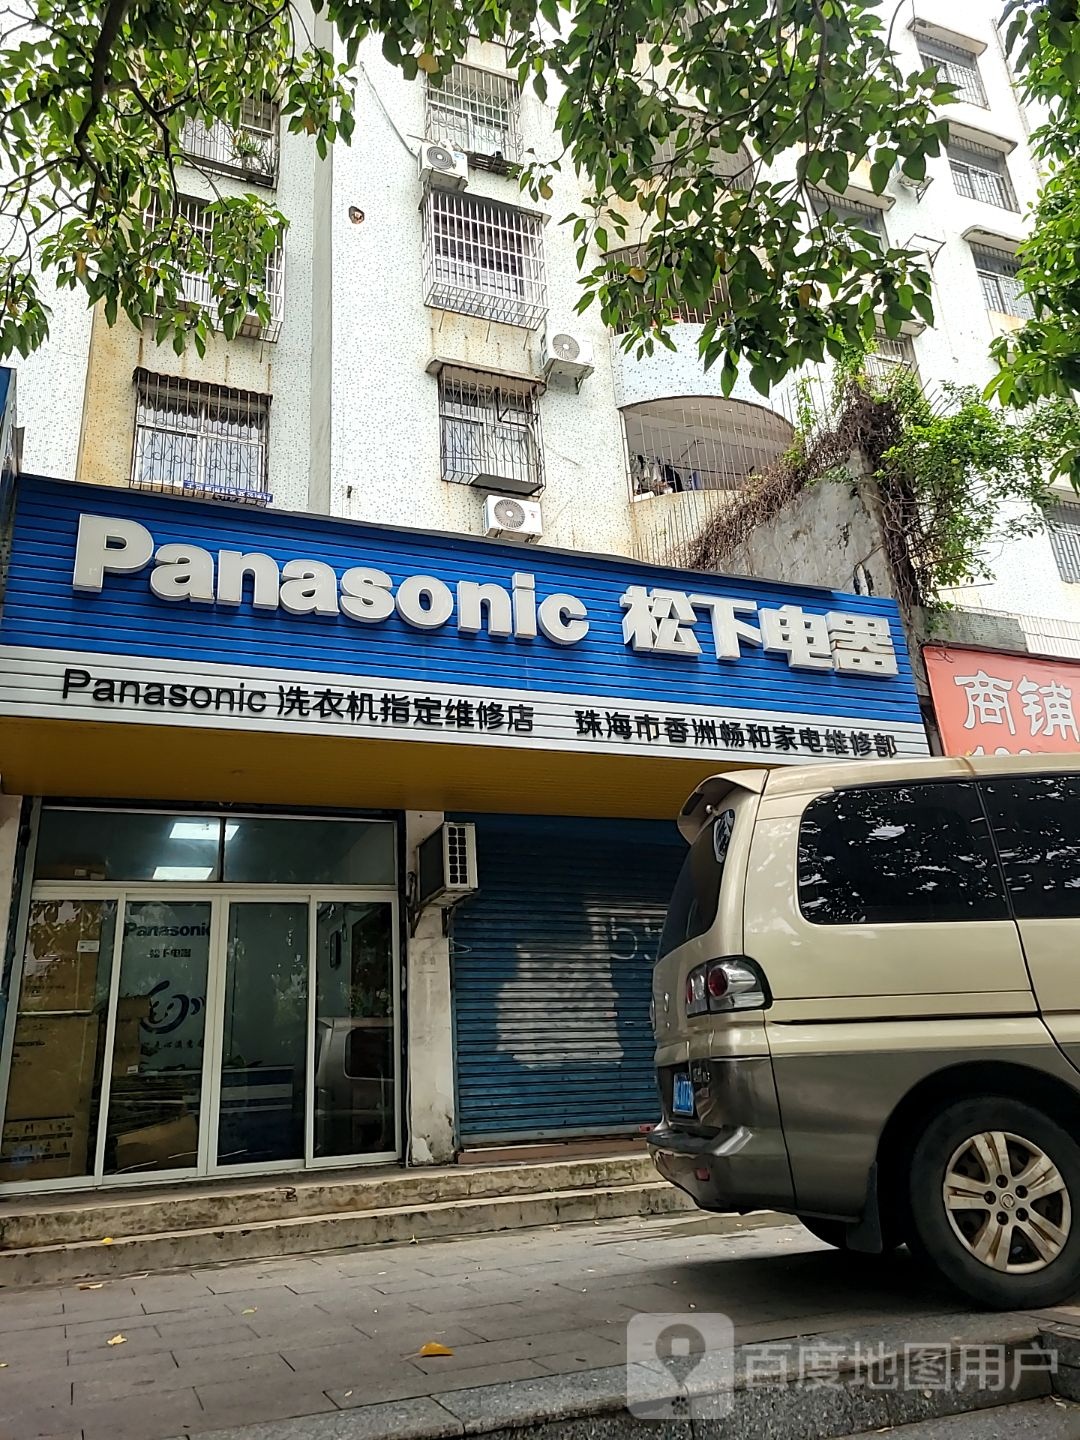 Panasonic 松下电器
Panasonic 洗衣机指定维修店 珠海市香洲畅和家电维修部
商铺
Panasonic
松下电器
百度地图用户